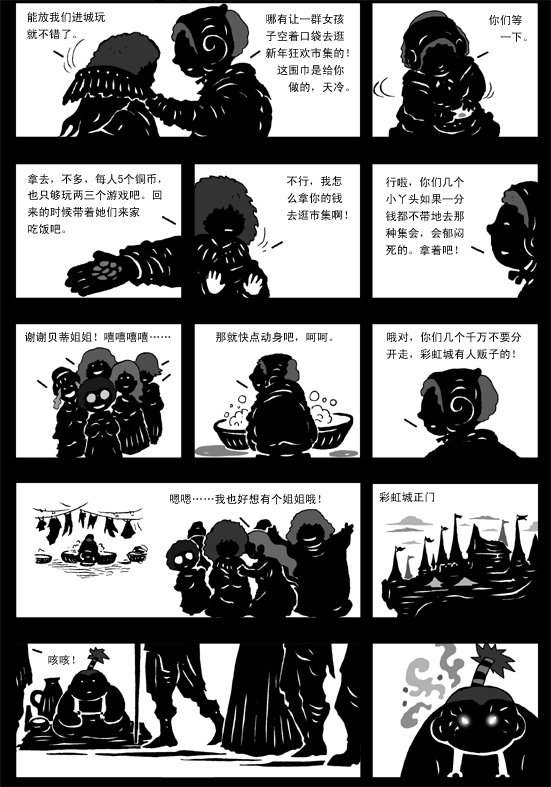 能放我们进城玩
就不错了。
哪有让一群女孩
子空着口袋去逛
新年狂欢市集的！
这围巾是给你
做的，天冷。
你们等
一下。
拿去，不多，每人5个铜币，
也只够玩两三个游戏吧。回
来的时候带着她们来家
吃饭吧。
不行，我怎
么拿你的钱
去逛市集啊！
行啦，你们几个
小丫头如果一分
钱都不带地去那
种集会，会郁闷
死的。拿着吧！
谢谢贝蒂姐姐！嘻嘻嘻嘻……
那就快点动身吧，呵呵。
哦对，你们几个千万不要分
开走，彩虹城有人贩子的！
嗯嗯……我也好想有个姐姐哦！
彩虹城正门
咳咳！